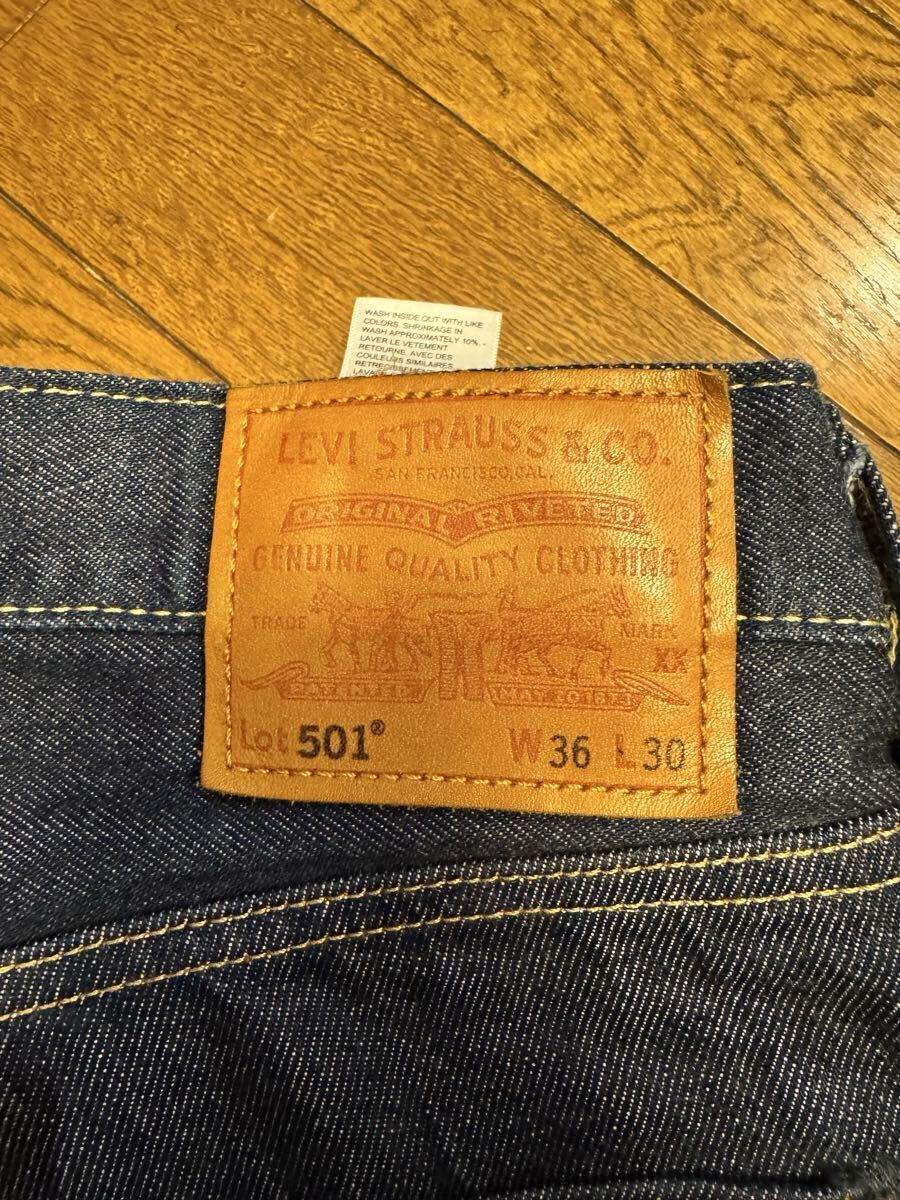 WASH INSIDE OUT WITH LIKE
COLORS. SHRINKAGE IN
WASH APPROXIMATELY 10%. -
LAVER LE VETEMENT
RETOURNE, AVEC DES
COULEURS SIMILAIRES
LEVI STRAUSS & CO.
SAN FRANCISCO, CAL.
ORIGINAL RIVETED
GENUINE QUALITY CLOTHING
TRADE MARK
XX
PATENTED MAY 20 1873
Lot 501® W 36 L 30